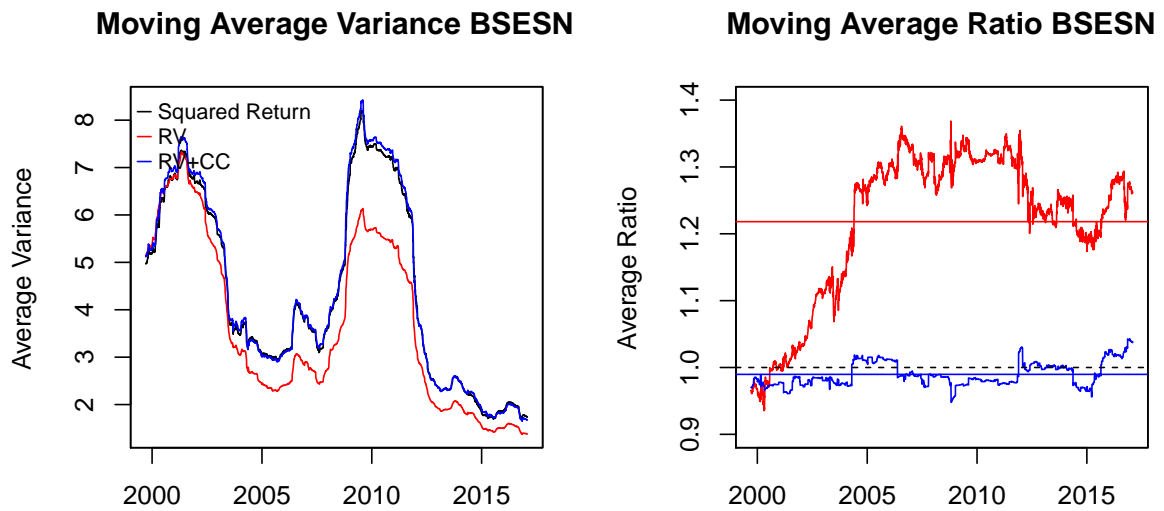 Moving Average Variance BSESN
Average Variance
8
7
6
5
4
3
2
Squared Return
RV
RV+CC
2000 2005 2010 2015
Moving Average Ratio BSESN
Average Ratio
1.4
1.3
1.2
1.1
1.0
0.9
2000 2005 2010 2015